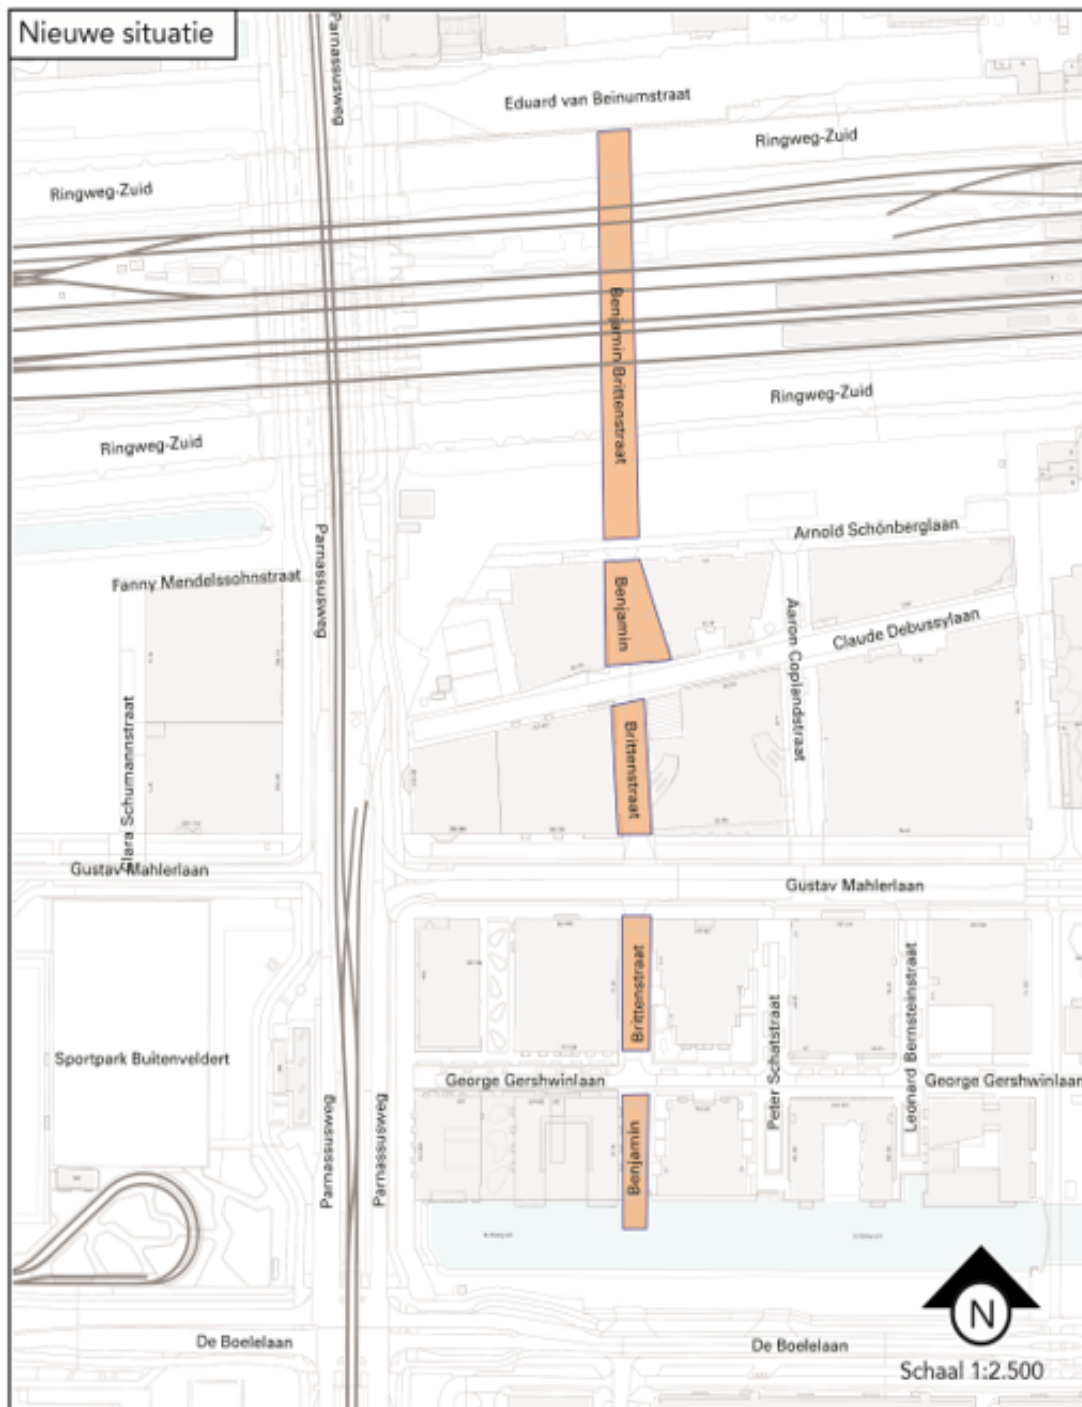 Nieuwe situatie
Parnassusweg
Eduard van Beinumstraat
Ringweg-Zuid
Ringweg-Zuid
Benjamin Brittenstraat
Ringweg-Zuid
Ringweg-Zuid
Parnassusweg
Arnold Schönberglaan
Fanny Mendelssohnstraat
Benjamin
Aaron Coplandstraat
Claude Debussylaan
Clara Schumannstraat
Brittenstraat
Gustav Mahlerlaan
Gustav Mahlerlaan
Brittenstraat
Peter Schatstraat
Leonard Bernsteinstraat
Sportpark Buitenveldert
George Gershwinlaan
George Gershwinlaan
Parnassusweg
Parnassusweg
Benjamin
N
De Boelelaan
De Boelelaan
Schaal 1:2.500